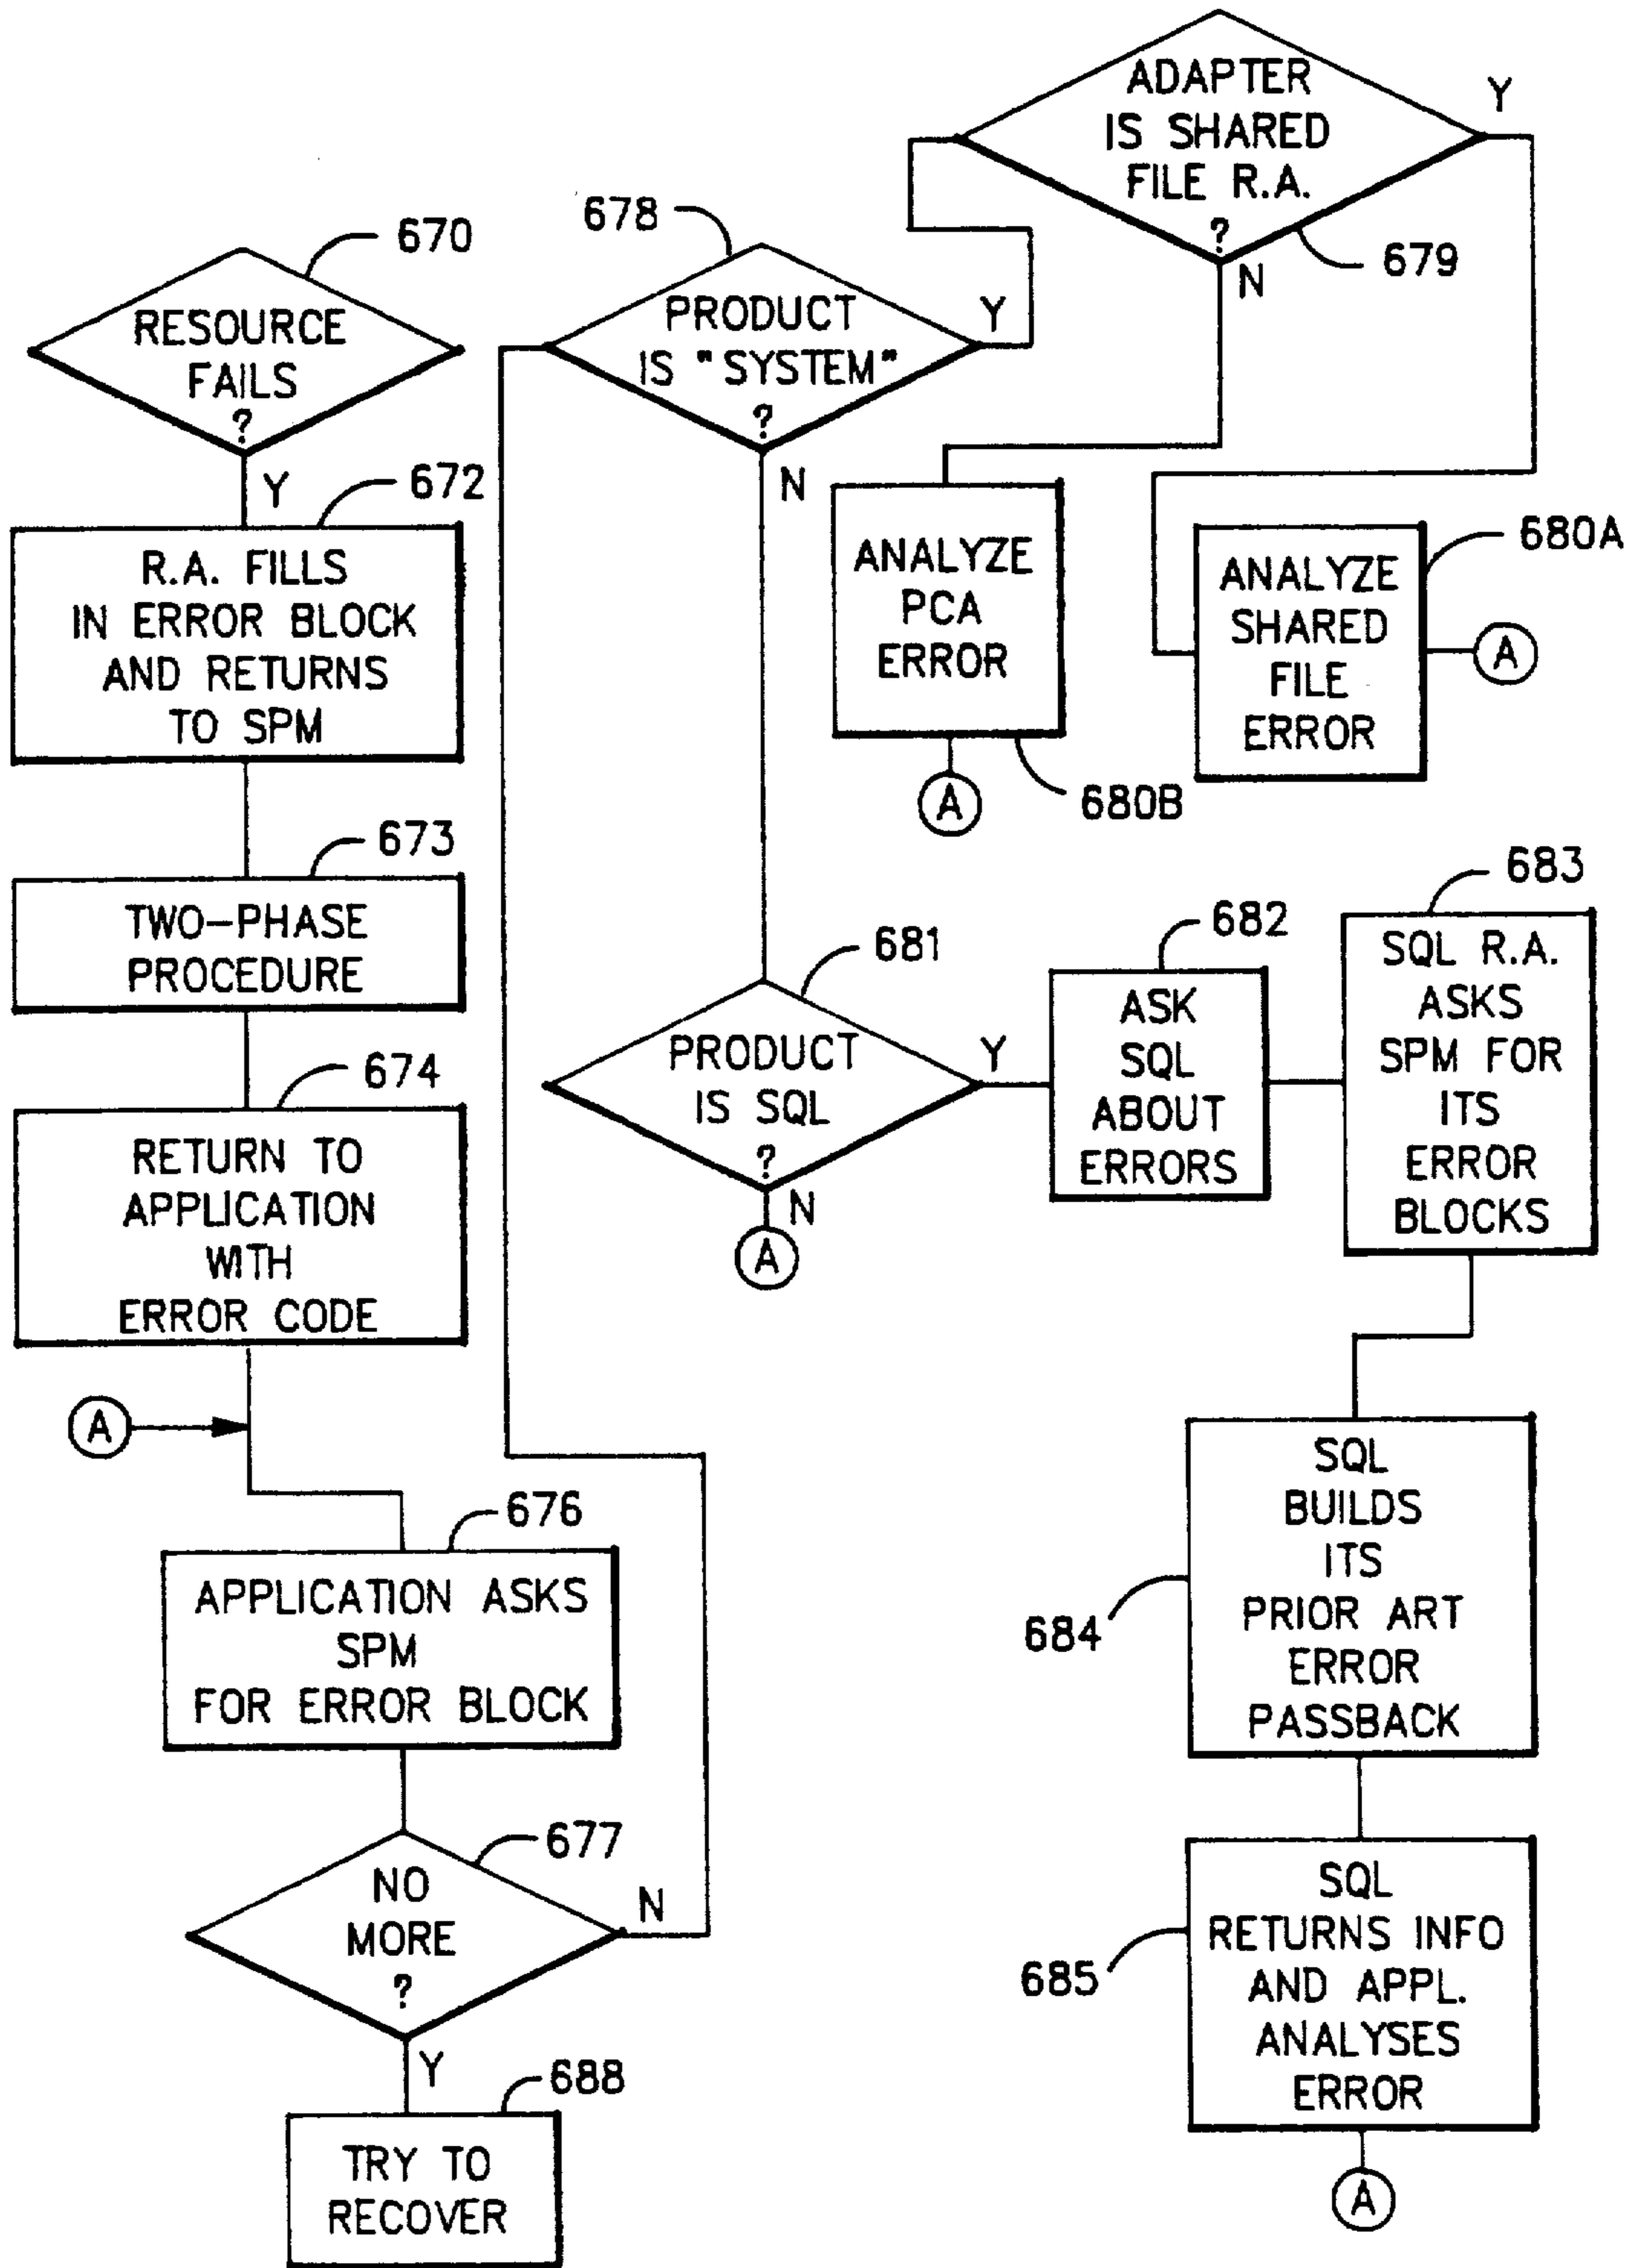 670
RESOURCE
FAILS
?
Y
672
R.A. FILLS
IN ERROR BLOCK
AND RETURNS
TO SPM
673
TWO-PHASE
PROCEDURE
674
RETURN TO
APPLICATION
WITH
ERROR CODE
A
676
APPLICATION ASKS
SPM
FOR ERROR BLOCK
677
NO
MORE
?
N
Y
688
TRY TO
RECOVER
678
PRODUCT
IS "SYSTEM"
?
Y
N
ADAPTER
IS SHARED
FILE R.A.
?
Y
N
679
ANALYZE
PCA
ERROR
680B
A
680A
ANALYZE
SHARED
FILE
ERROR
A
681
PRODUCT
IS SQL
?
Y
N
A
682
ASK
SQL
ABOUT
ERRORS
683
SQL R.A.
ASKS
SPM FOR
ITS
ERROR
BLOCKS
684
SQL
BUILDS
ITS
PRIOR ART
ERROR
PASSBACK
685
SQL
RETURNS INFO
AND APPL.
ANALYSES
ERROR
A